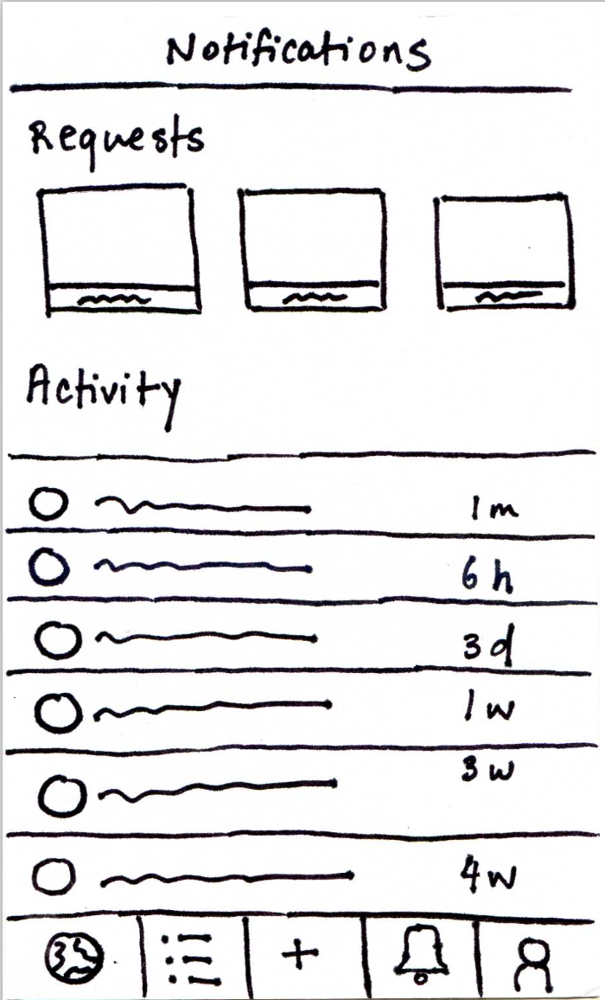 Notifications
Requests
Activity
1m
6h
3d
1w
3w
4w